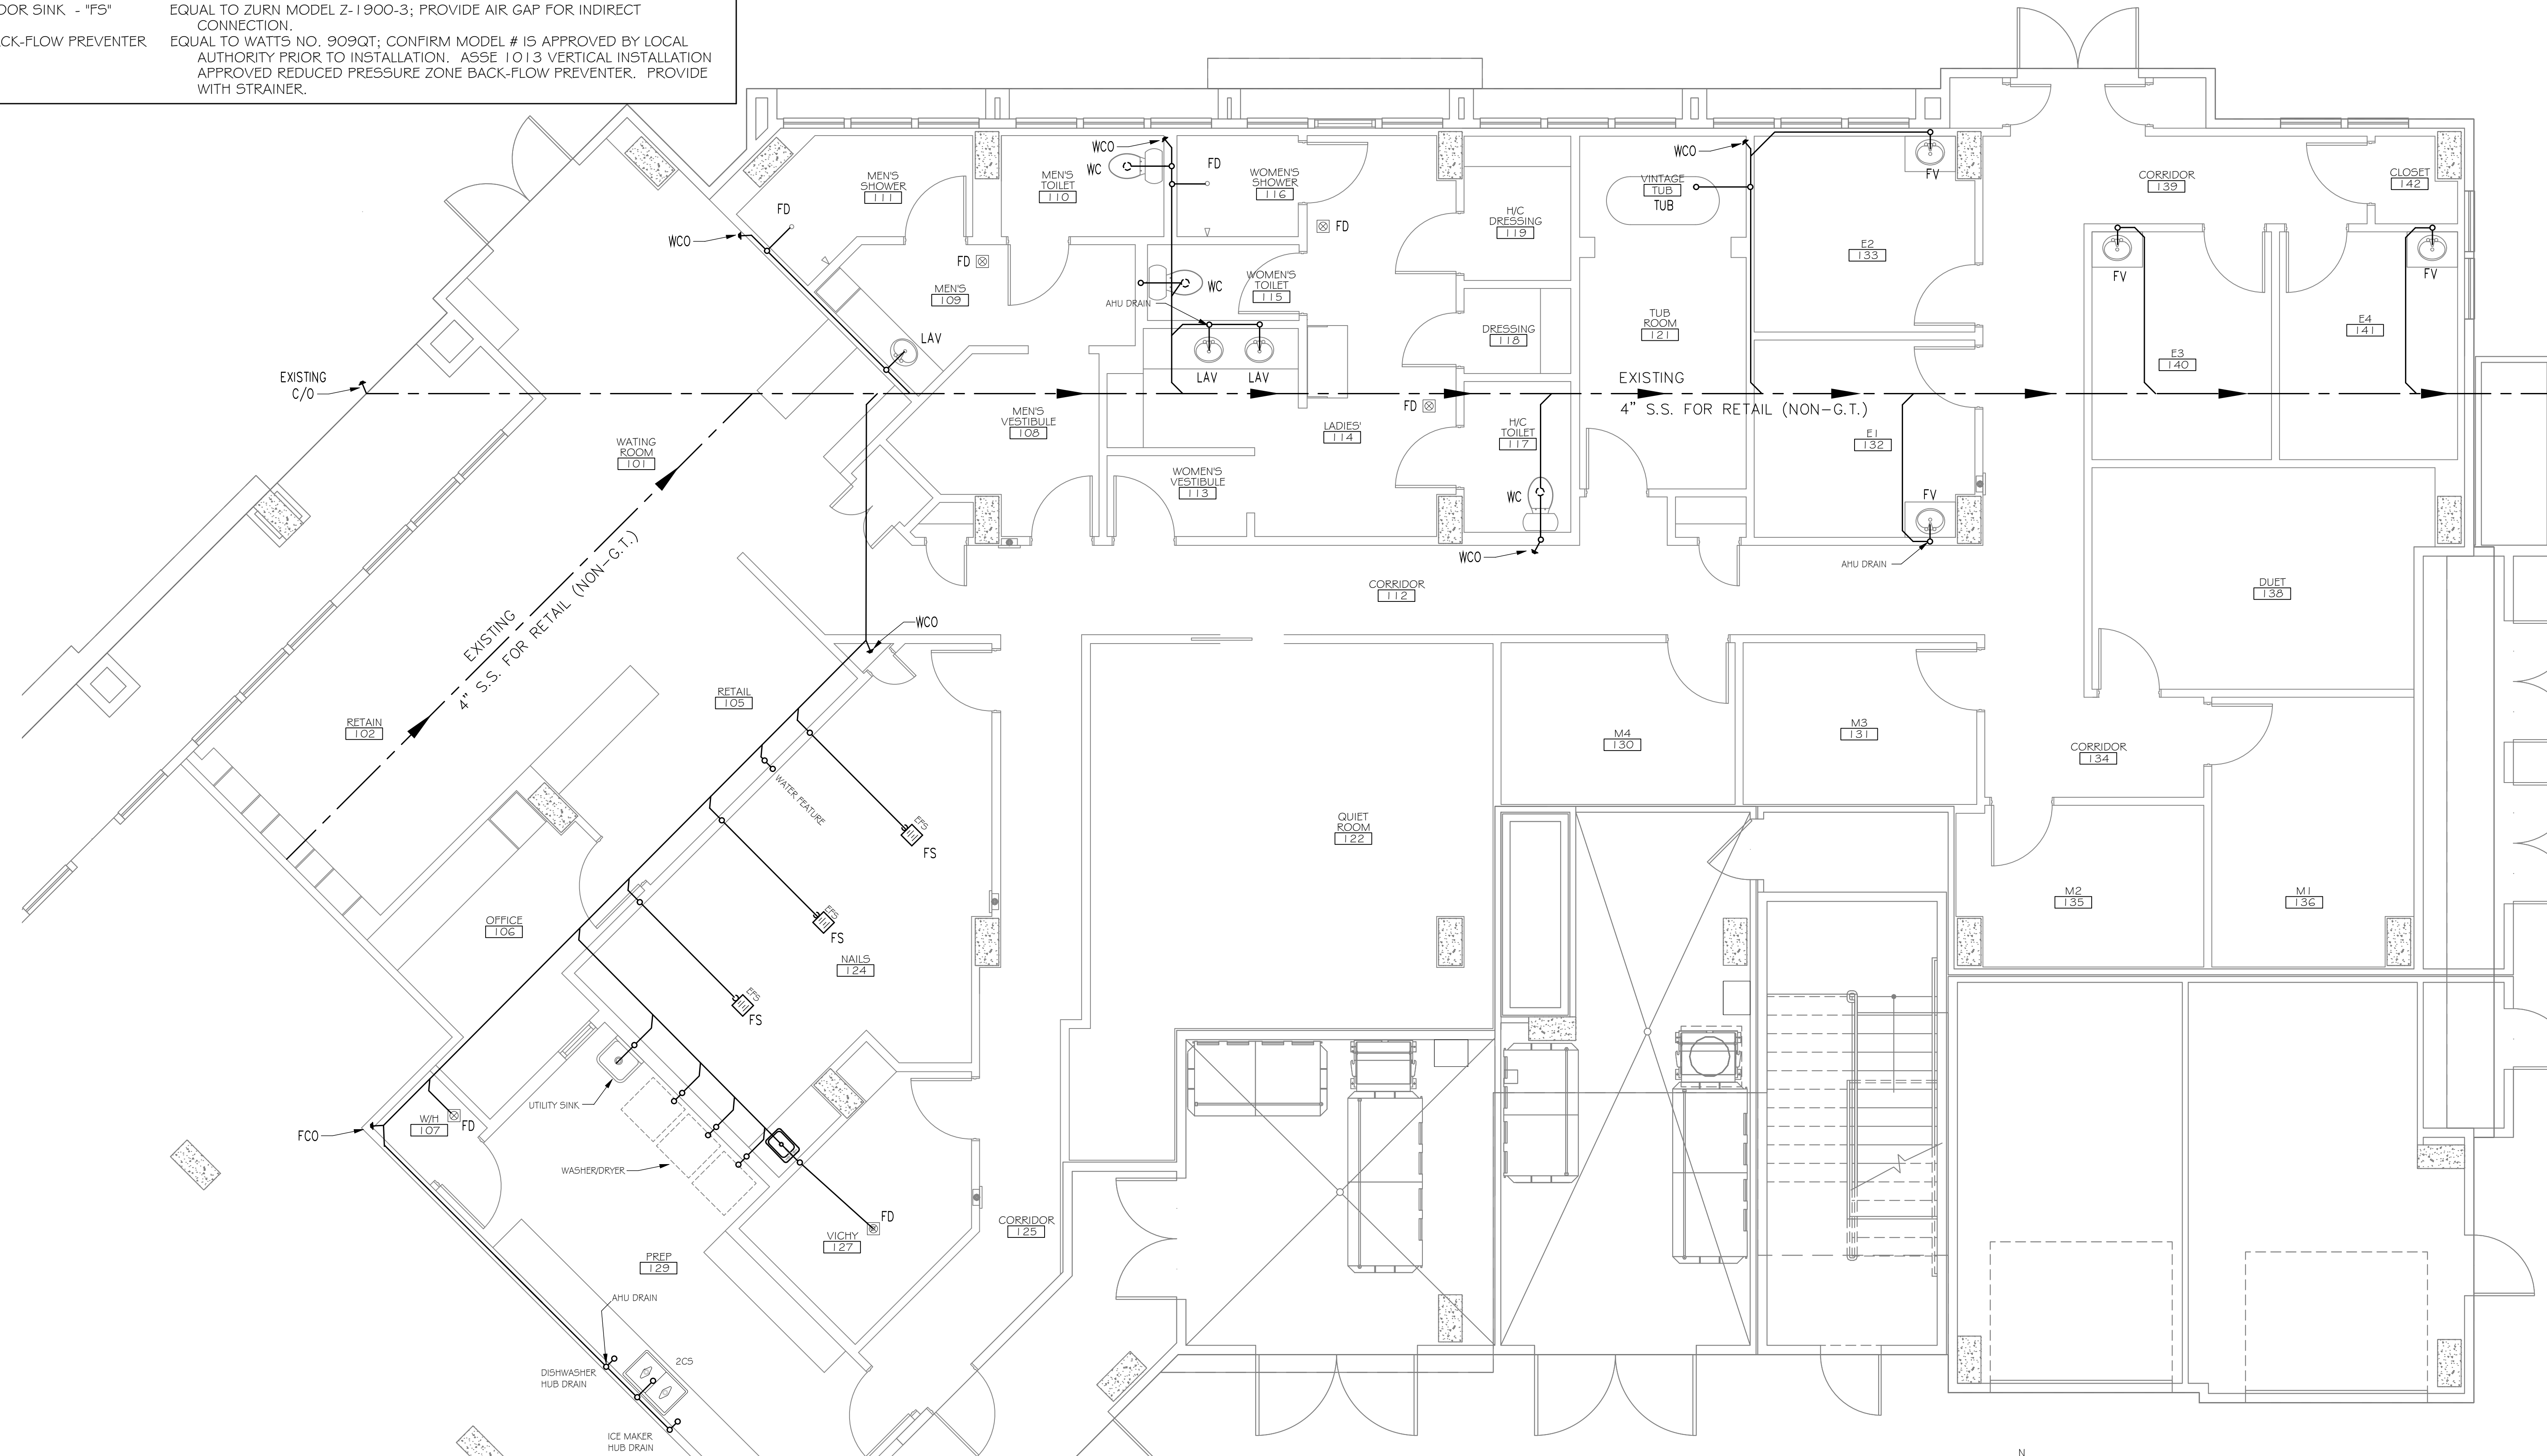 OOR SINK - "FS" EQUAL TO ZURN MODEL Z-1900-3; PROVIDE AIR GAP FOR INDIRECT
CONNECTION.
CK-FLOW PREVENTER EQUAL TO WATTS NO. 909QT; CONFIRM MODEL # IS APPROVED BY LOCAL
AUTHORITY PRIOR TO INSTALLATION. ASSE 1013 VERTICAL INSTALLATION
APPROVED REDUCED PRESSURE ZONE BACK-FLOW PREVENTER. PROVIDE
WITH STRAINER.
WCO
WC
FD
MEN'S
SHOWER
111
MEN'S
TOILET
110
WOMEN'S
SHOWER
116
FD
WCO
FD
MEN'S
109
FD
H/C
DRESSING
119
WCO
VINTAGE
TUB
TUB
FV
E2
133
CORRIDOR
139
CLOSET
142
WC
WOMEN'S
TOILET
115
AHU DRAIN
LAV
LAV
LAV
DRESSING
118
TUB
ROOM
121
FV
FV
E3
140
E4
141
EXISTING
C/O
EXISTING
4" S.S. FOR RETAIL (NON-G.T.)
WATING
ROOM
101
MEN'S
VESTIBULE
108
FD
LADIES'
114
H/C
TOILET
117
E1
132
WOMEN'S
VESTIBULE
113
WC
WCO
FV
AHU DRAIN
EXISTING
4" S.S. FOR RETAIL (NON-G.T.)
CORRIDOR
112
DUET
138
WCO
RETAIN
102
RETAIL
105
M4
130
M3
131
CORRIDOR
134
WATER FEATURE
EFS
FS
QUIET
ROOM
122
EFS
FS
OFFICE
106
NAILS
124
EFS
FS
M2
135
M1
136
UTILITY SINK
W/H
107
FD
FCO
WASHER/DRYER
FD
VICHY
127
CORRIDOR
125
PREP
129
AHU DRAIN
DISHWASHER
HUB DRAIN
2CS
ICE MAKER
HUB DRAIN
N